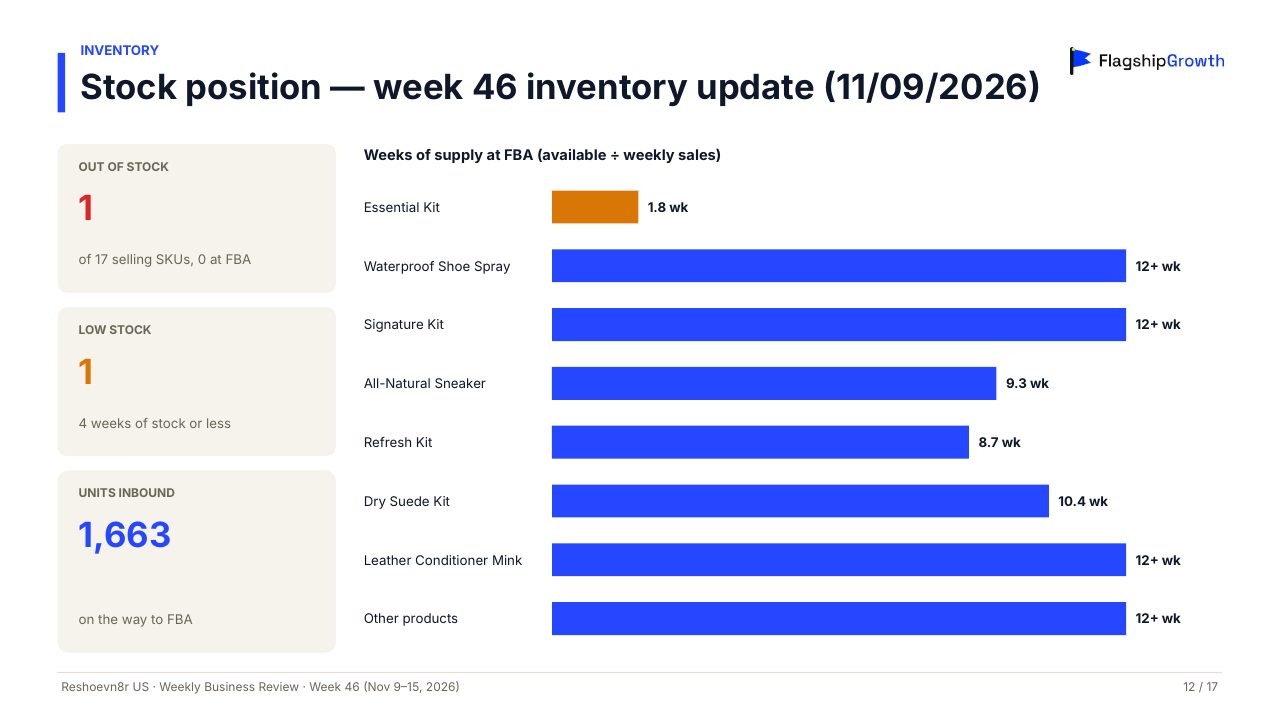 INVENTORY
Stock position — week 46 inventory update (11/09/2026)
FlagshipGrowth
OUT OF STOCK
1
of 17 selling SKUs, 0 at FBA
LOW STOCK
1
4 weeks of stock or less
UNITS INBOUND
1,663
on the way to FBA
Weeks of supply at FBA (available ÷ weekly sales)
Essential Kit 1.8 wk
Waterproof Shoe Spray 12+ wk
Signature Kit 12+ wk
All-Natural Sneaker 9.3 wk
Refresh Kit 8.7 wk
Dry Suede Kit 10.4 wk
Leather Conditioner Mink 12+ wk
Other products 12+ wk
Reshoevn8r US · Weekly Business Review · Week 46 (Nov 9–15, 2026)
12 / 17